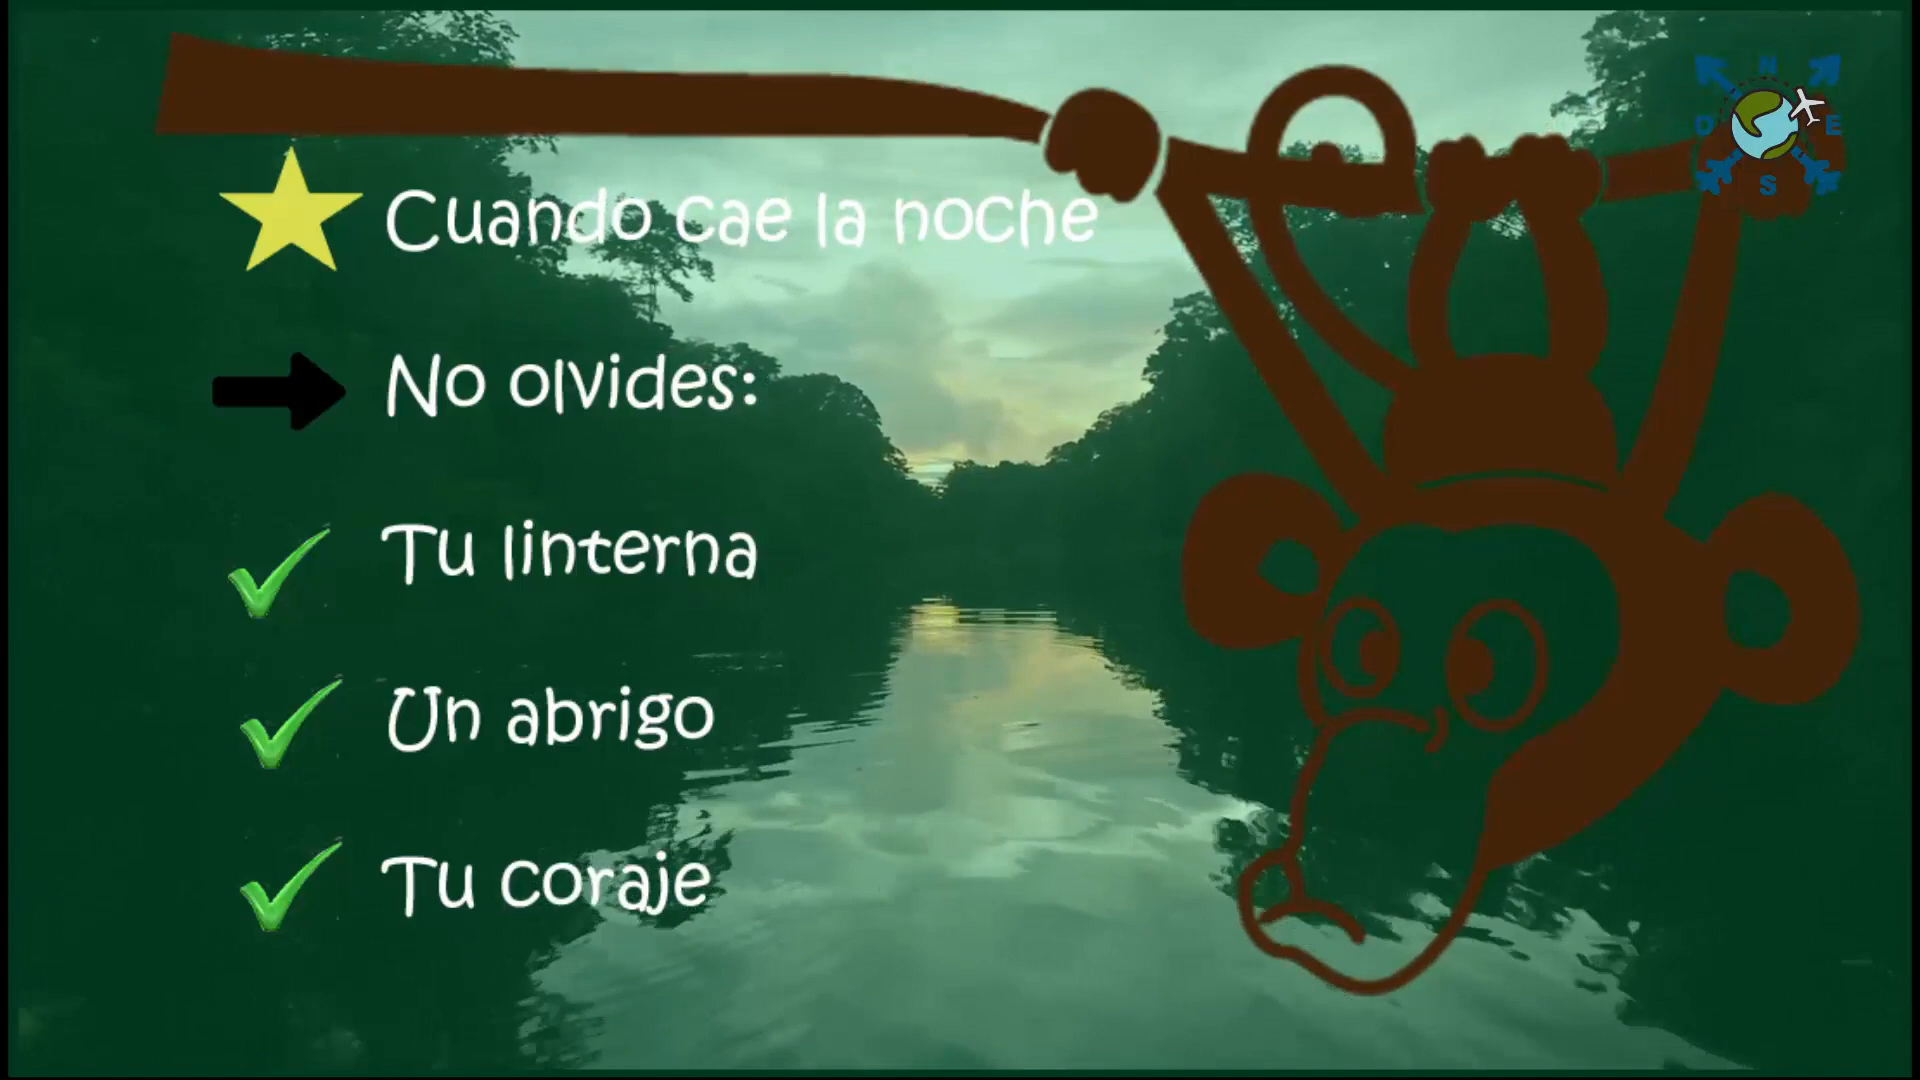 N
O E
S
Cuando cae la noche
No olvides:
Tu linterna
Un abrigo
Tu coraje